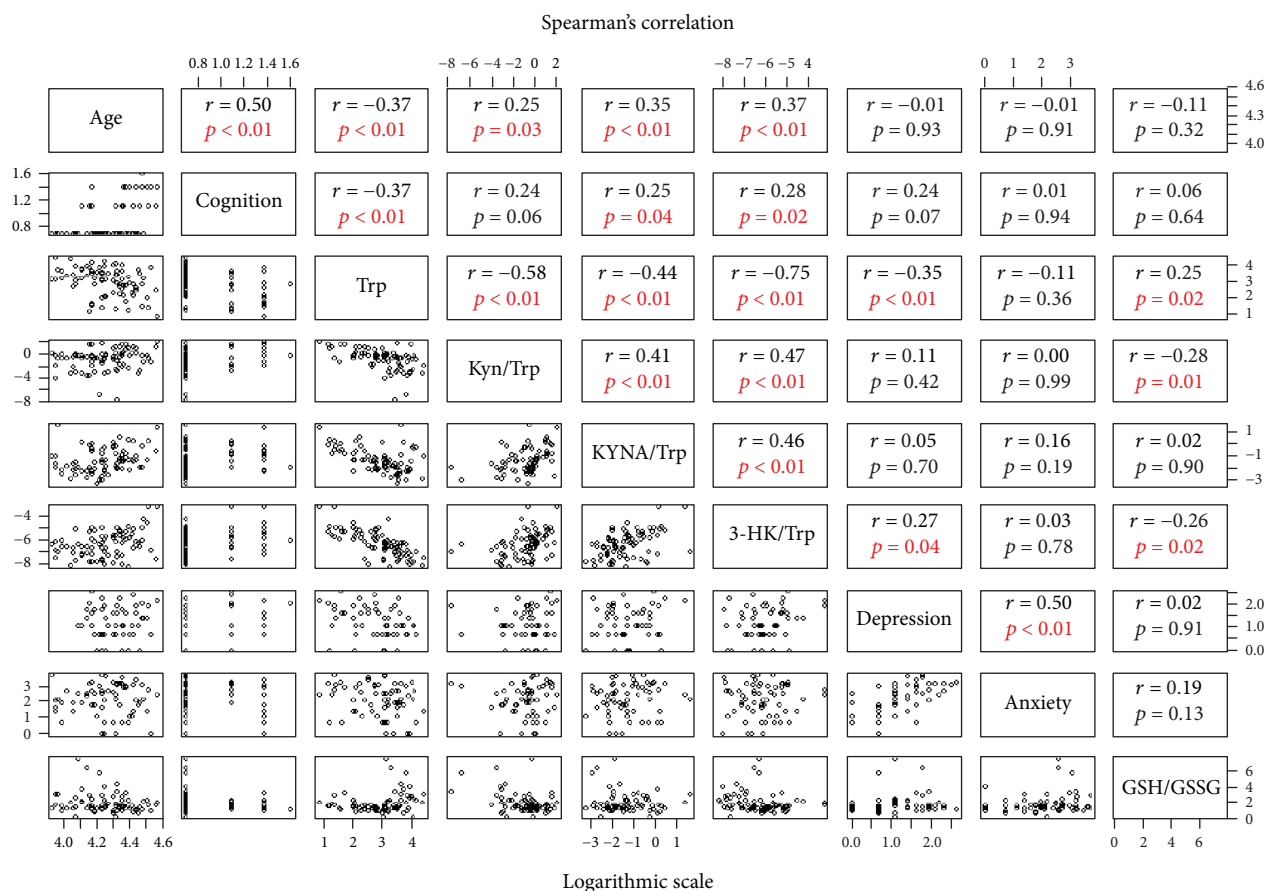 Spearman's correlation
0.8 1.0 1.2 1.4 1.6
−8 −6 −4 −2 0 2
−8 −7 −6 −5 −4
0 1 2 3
Age
r = 0.50
p < 0.01
r = −0.37
p < 0.01
r = 0.25
p = 0.03
r = 0.35
p < 0.01
r = 0.37
p < 0.01
r = −0.01
p = 0.93
r = −0.01
p = 0.91
r = −0.11
p = 0.32
4.6
4.3
4.0
1.6
1.2
0.8
Cognition
r = −0.37
p < 0.01
r = 0.24
p = 0.06
r = 0.25
p = 0.04
r = 0.28
p = 0.02
r = 0.24
p = 0.07
r = 0.01
p = 0.94
r = 0.06
p = 0.64
Trp
r = −0.58
p < 0.01
r = −0.44
p < 0.01
r = −0.75
p < 0.01
r = −0.35
p < 0.01
r = −0.11
p = 0.36
r = 0.25
p = 0.02
4
3
2
1
0
−4
−8
Kyn/Trp
r = 0.41
p < 0.01
r = 0.47
p < 0.01
r = 0.11
p = 0.42
r = 0.00
p = 0.99
r = −0.28
p = 0.01
KYNA/Trp
r = 0.46
p < 0.01
r = 0.05
p = 0.70
r = 0.16
p = 0.19
r = 0.02
p = 0.90
1
−1
−3
−4
−6
−8
3-HK/Trp
r = 0.27
p = 0.04
r = 0.03
p = 0.78
r = −0.26
p = 0.02
Depression
r = 0.50
p < 0.01
r = 0.02
p = 0.91
2.0
1.0
0.0
3
2
1
0
Anxiety
r = 0.19
p = 0.13
GSH/GSSG
6
4
2
0
4.0 4.2 4.4 4.6
1 2 3 4
−3 −2 −1 0 1
0.0 1.0 2.0
0 2 4 6
Logarithmic scale